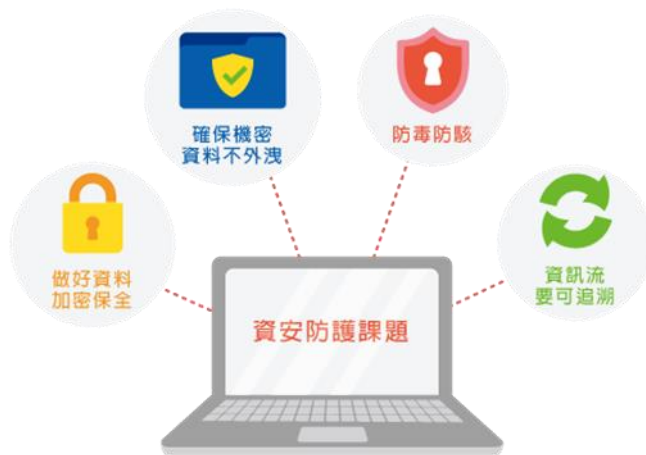 確保機密
資料不外洩
防毒防駭
做好資料
加密保全
資訊流
要可追溯
資安防護課題